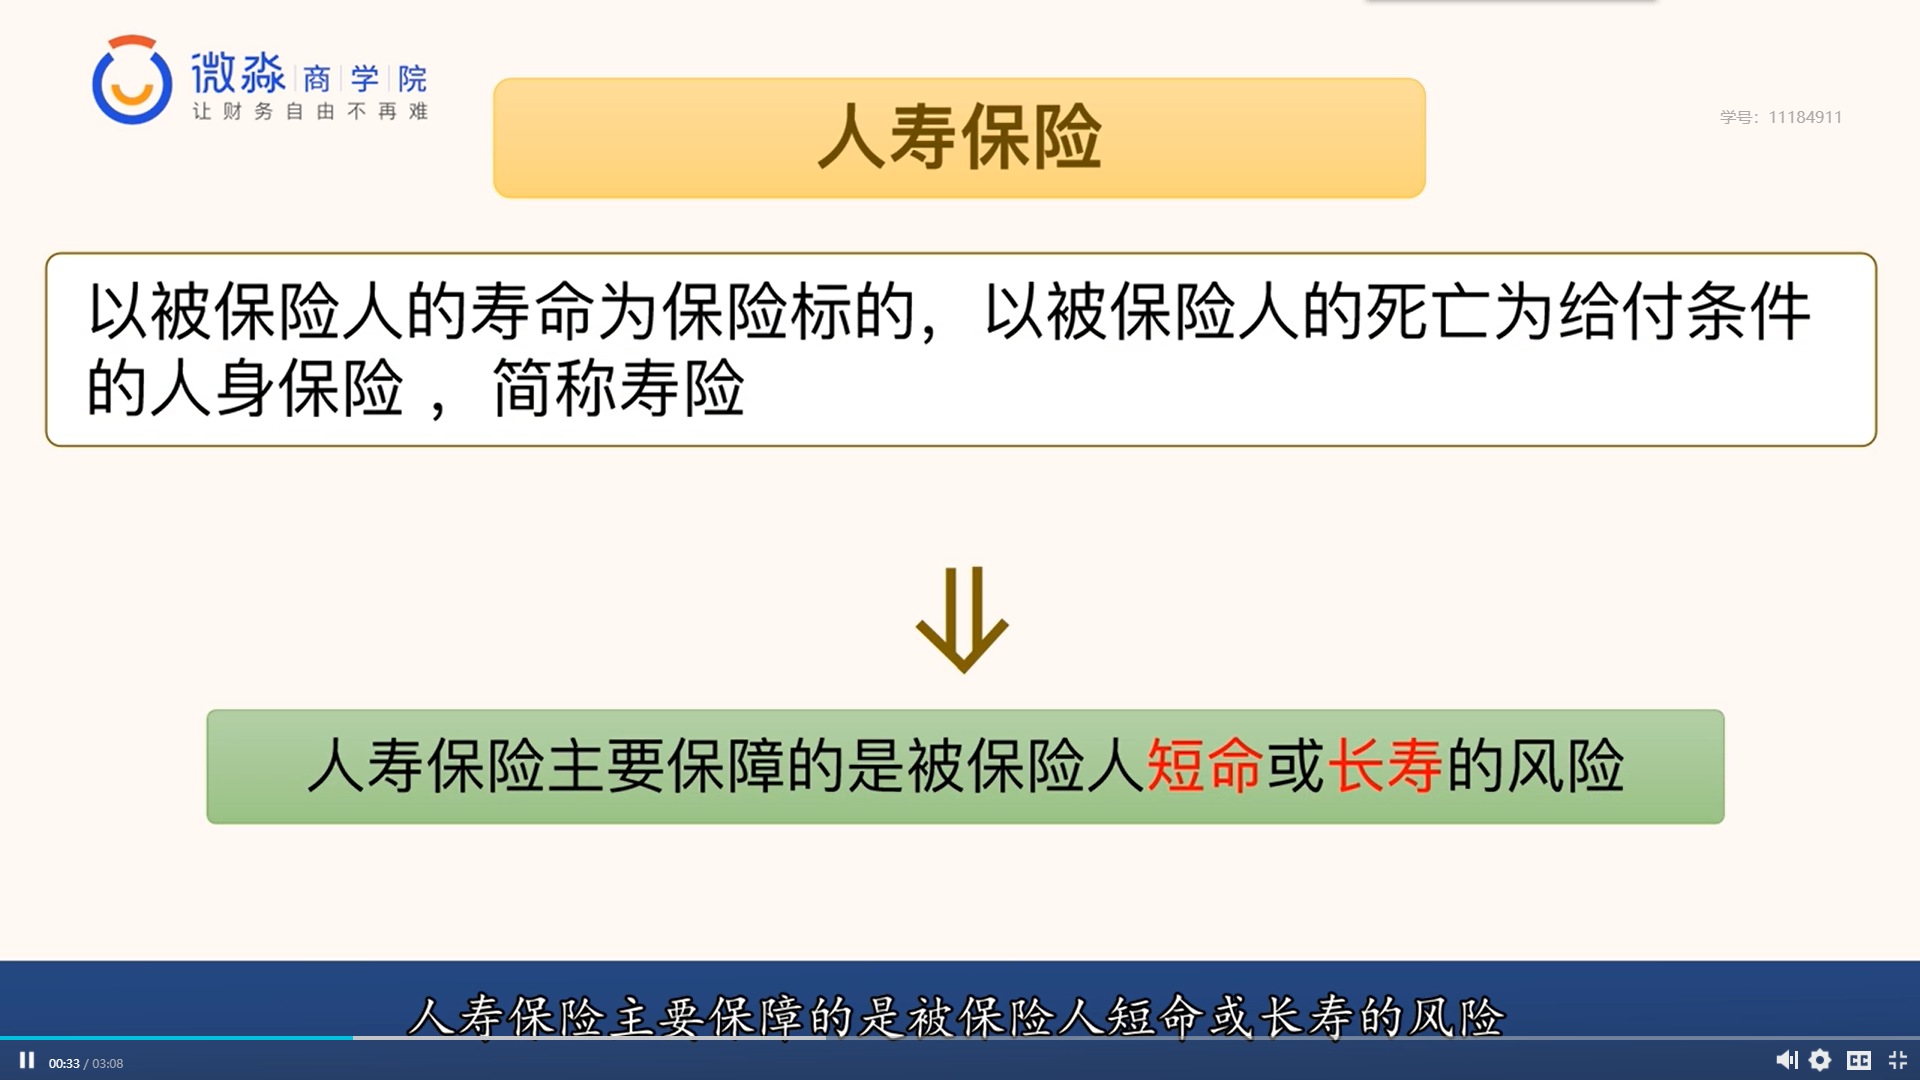 微淼商学院
让财务自由不再难
人寿保险
学号：11184911
以被保险人的寿命为保险标的，以被保险人的死亡为给付条件
的人身保险 ，简称寿险
人寿保险主要保障的是被保险人短命或长寿的风险
人寿保险主要保障的是被保险人短命或长寿的风险
00:33 / 03:08
CC